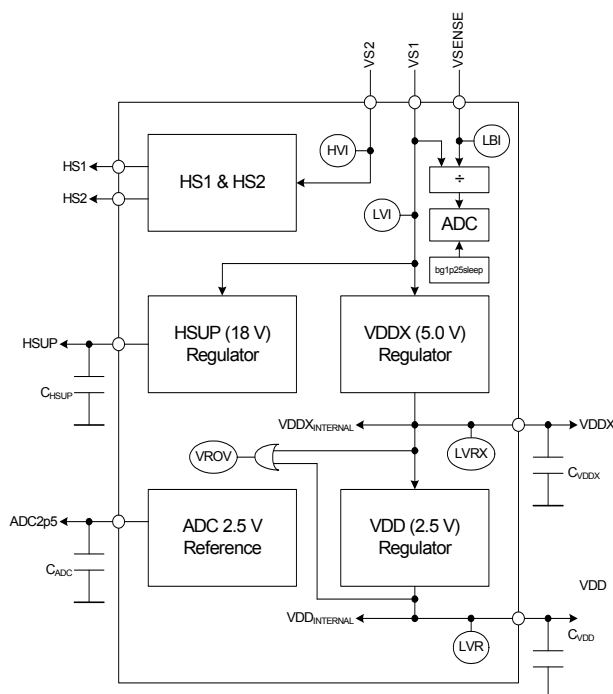 VS2
VS1
VSENSE
HVI
LBI
HS1
HS2
HS1 & HS2
÷
LVI
ADC
bg1p25sleep
HSUP (18 V)
Regulator
VDDX (5.0 V)
Regulator
HSUP
CHSUP
VDDXINTERNAL
VDDX
LVRX
VROV
CVDDX
ADC2p5
ADC 2.5 V
Reference
VDD (2.5 V)
Regulator
CADC
VDD
VDDINTERNAL
LVR
CVDD